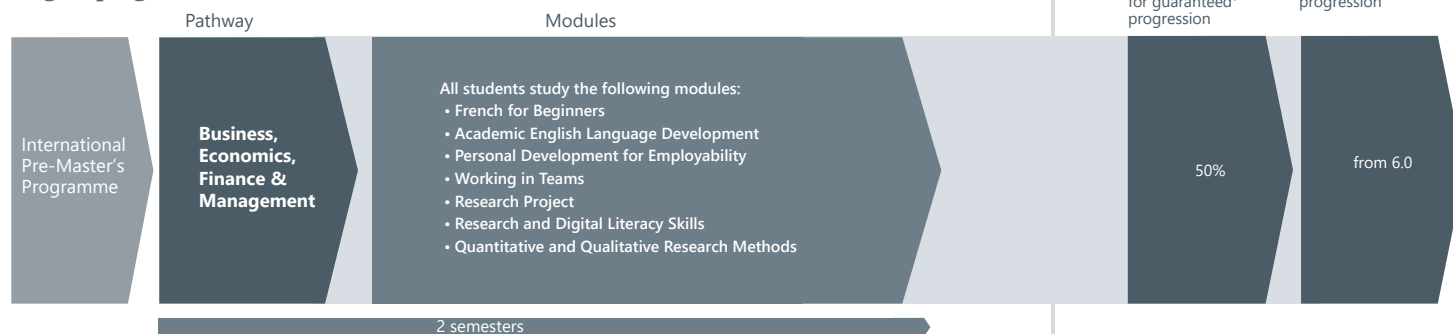 Pathway
Modules
for guaranteed*
progression
progression
International
Pre-Master's
Programme
Business,
Economics,
Finance &
Management
All students study the following modules:
• French for Beginners
• Academic English Language Development
• Personal Development for Employability
• Working in Teams
• Research Project
• Research and Digital Literacy Skills
• Quantitative and Qualitative Research Methods
50%
from 6.0
2 semesters